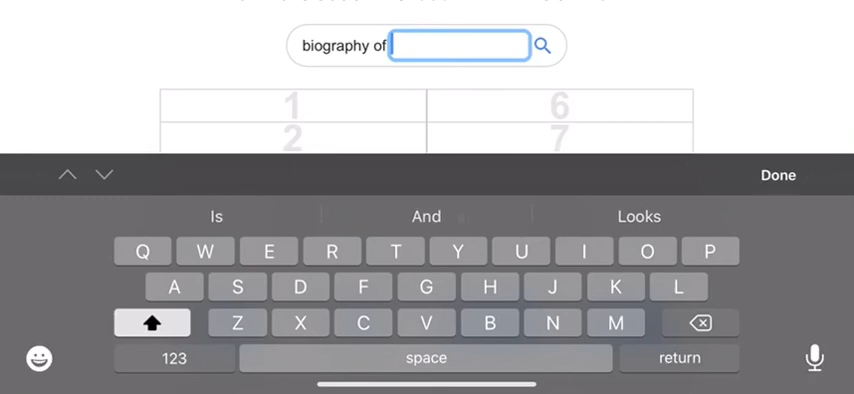 biography of
1 6
2 7
Done
Is And Looks
Q W E R T Y U I O P
A S D F G H J K L
Z X C V B N M
123 space return